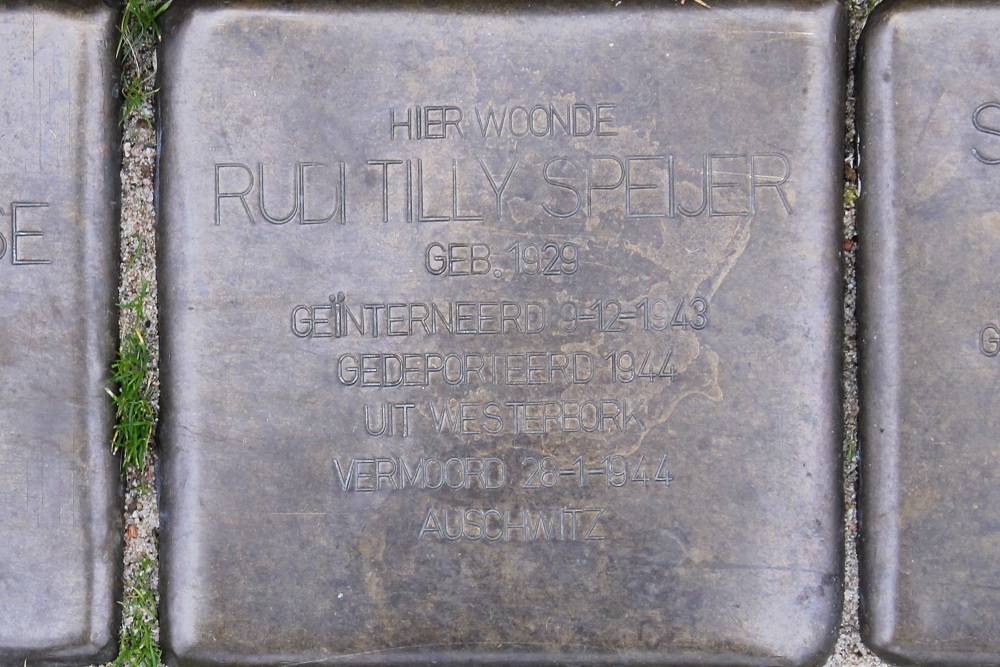 HIER WOONDE
RUDI TILLY SPEIJER
GEB. 1929
GEÏNTERNEERD 9-12-1943
GEDEPORTEERD 1944
UIT WESTERBORK
VERMOORD 28-1-1944
AUSCHWITZ